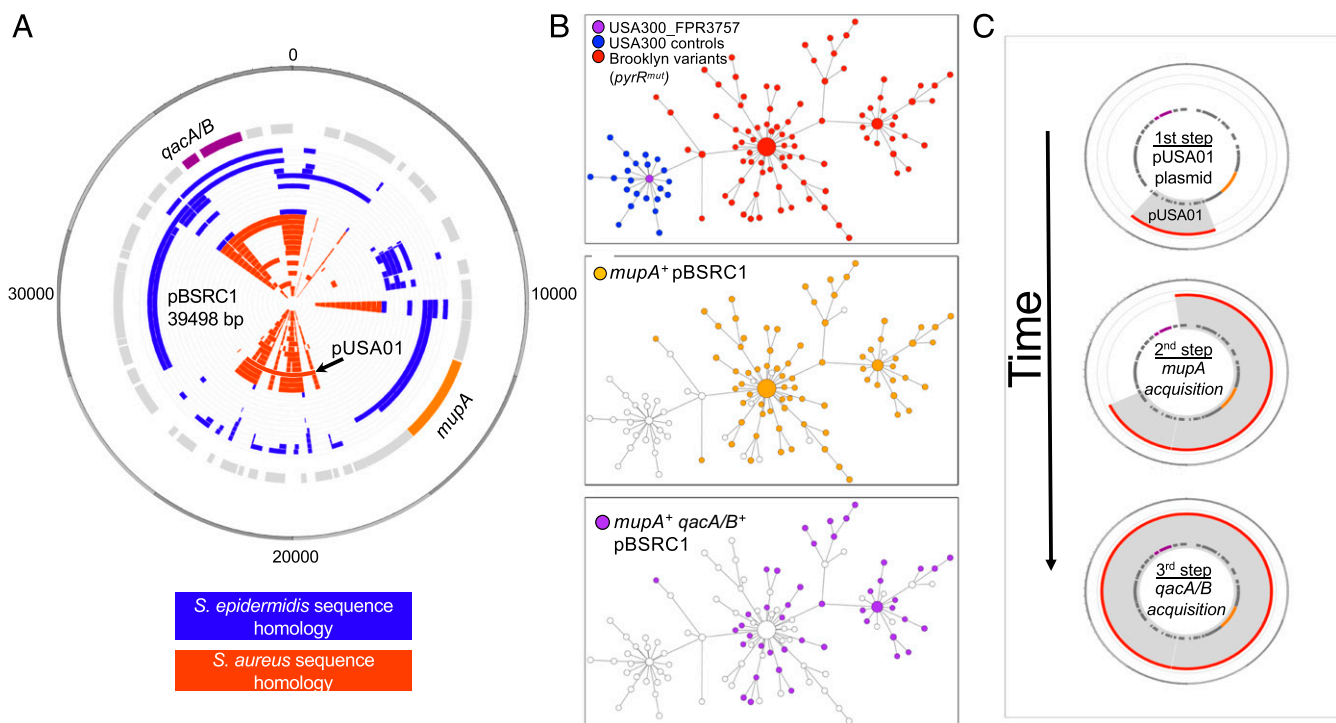 A
0
qacA/B
30000
pBSRC1
39498 bp
10000
pUSA01
mupA
20000
S. epidermidis sequence
homology
S. aureus sequence
homology
B
USA300_FPR3757
USA300 controls
Brooklyn variants
(pyrRᵐᵘᵗ)
mupA⁺ pBSRC1
mupA⁺ qacA/B⁺
pBSRC1
C
Time
1st step
pUSA01
plasmid
pUSA01
2ⁿᵈ step
mupA
acquisition
3ʳᵈ step
qacA/B
acquisition